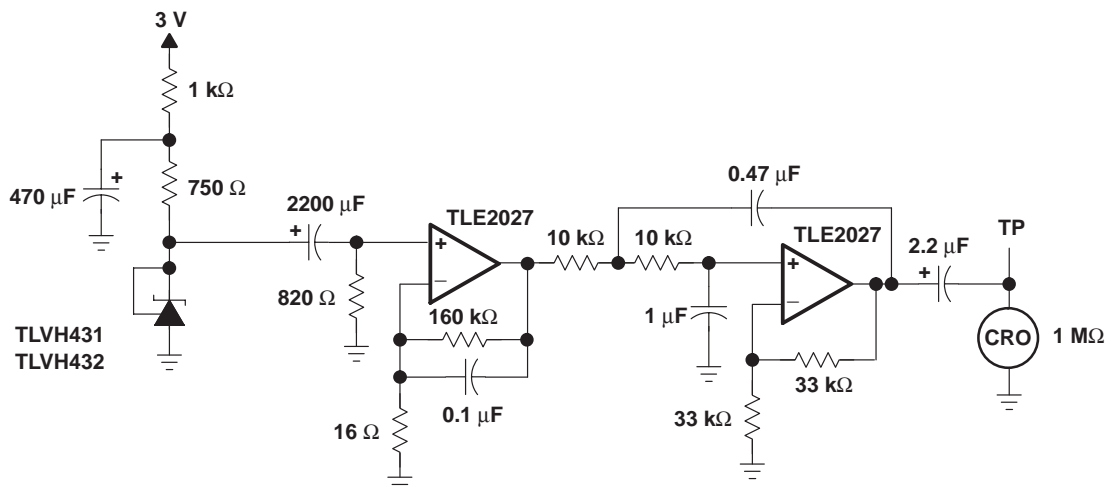 3 V
1 kΩ
470 μF
+
750 Ω
2200 μF
+
820 Ω
TLVH431
TLVH432
TLE2027
+
−
160 kΩ
0.1 μF
16 Ω
10 kΩ
10 kΩ
0.47 μF
1 μF
TLE2027
+
−
33 kΩ
33 kΩ
2.2 μF
+
TP
CRO
1 MΩ